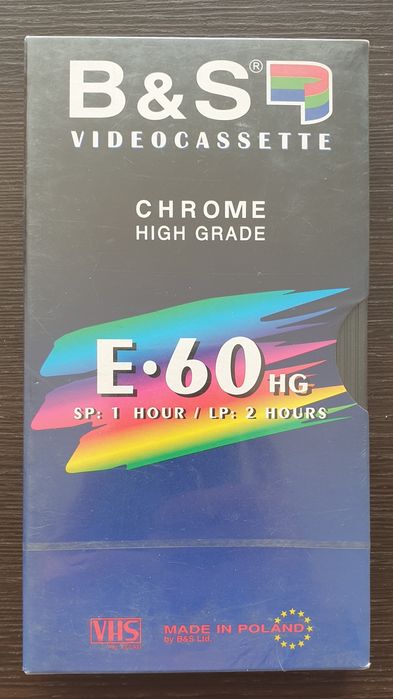 B&S®
VIDEOCASSETTE
CHROME
HIGH GRADE
E·60 HG
SP: 1 HOUR / LP: 2 HOURS
VHS
MADE IN POLAND
by B&S Ltd.